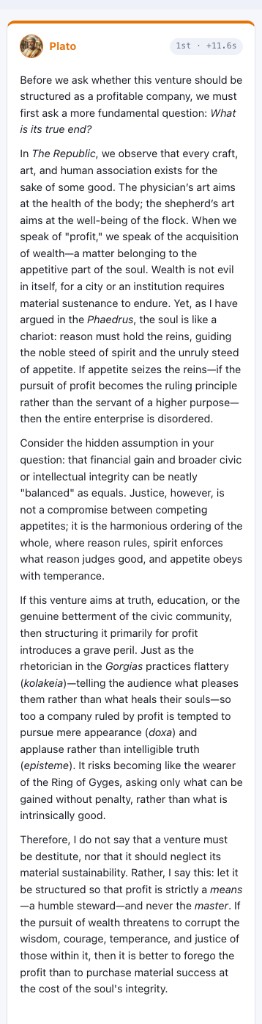 Plato
1st · +11.6s
Before we ask whether this venture should be
structured as a profitable company, we must
first ask a more fundamental question: What
is its true end?
In The Republic, we observe that every craft,
art, and human association exists for the
sake of some good. The physician's art aims
at the health of the body; the shepherd's art
aims at the well-being of the flock. When we
speak of "profit," we speak of the acquisition
of wealth—a matter belonging to the
appetitive part of the soul. Wealth is not evil
in itself, for a city or an institution requires
material sustenance to endure. Yet, as I have
argued in the Phaedrus, the soul is like a
chariot: reason must hold the reins, guiding
the noble steed of spirit and the unruly steed
of appetite. If appetite seizes the reins—if the
pursuit of profit becomes the ruling principle
rather than the servant of a higher purpose—
then the entire enterprise is disordered.
Consider the hidden assumption in your
question: that financial gain and broader civic
or intellectual integrity can be neatly
"balanced" as equals. Justice, however, is
not a compromise between competing
appetites; it is the harmonious ordering of the
whole, where reason rules, spirit enforces
what reason judges good, and appetite obeys
with temperance.
If this venture aims at truth, education, or the
genuine betterment of the civic community,
then structuring it primarily for profit
introduces a grave peril. Just as the
rhetorician in the Gorgias practices flattery
(kolakeia)—telling the audience what pleases
them rather than what heals their souls—so
too a company ruled by profit is tempted to
pursue mere appearance (doxa) and
applause rather than intelligible truth
(episteme). It risks becoming like the wearer
of the Ring of Gyges, asking only what can be
gained without penalty, rather than what is
intrinsically good.
Therefore, I do not say that a venture must
be destitute, nor that it should neglect its
material sustainability. Rather, I say this: let it
be structured so that profit is strictly a means
—a humble steward—and never the master. If
the pursuit of wealth threatens to corrupt the
wisdom, courage, temperance, and justice of
those within it, then it is better to forego the
profit than to purchase material success at
the cost of the soul's integrity.